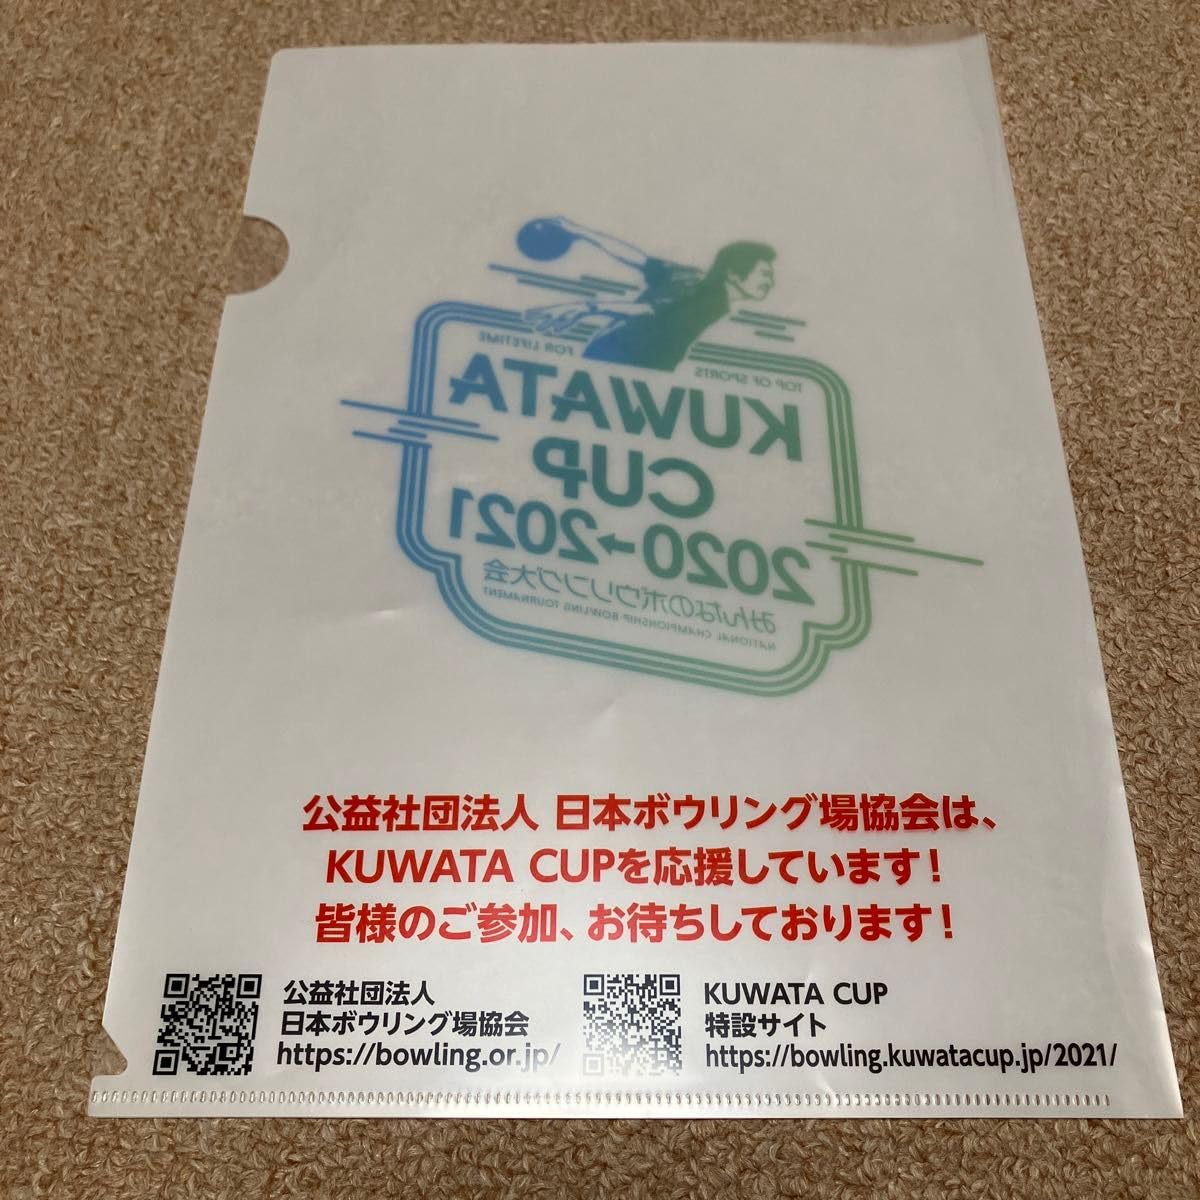 TOP OF SPORTS FOR LIFETIME
KUWATA
CUP
2020→2021
みんなのボウリング大会
NATIONAL CHAMPIONSHIP BOWLING TOURNAMENT
公益社団法人 日本ボウリング場協会は、
KUWATA CUPを応援しています!
皆様のご参加、お待ちしております!
公益社団法人
日本ボウリング場協会
https://bowling.or.jp/
KUWATA CUP
特設サイト
https://bowling.kuwatacup.jp/2021/